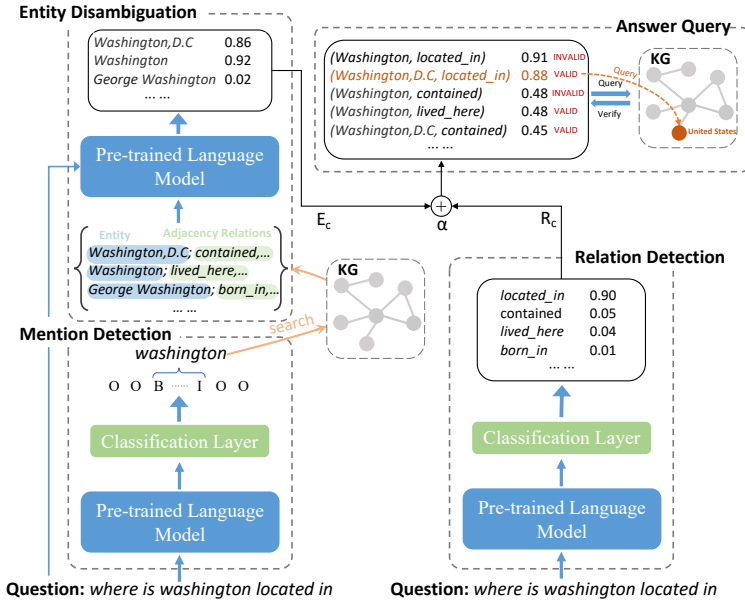 Entity Disambiguation
Washington,D.C 0.86
Washington 0.92
George Washington 0.02
... ...
Pre-trained Language
Model
Entity Adjacency Relations
Washington,D.C; contained,...
Washington; lived_here,...
George Washington; born_in,...
... ...
Mention Detection
washington
O O B ...... I O O
Classification Layer
Pre-trained Language
Model
Question: where is washington located in
KG
search
Answer Query
(Washington, located_in) 0.91 INVALID
(Washington,D.C, located_in) 0.88 VALID
(Washington, contained) 0.48 INVALID
(Washington, lived_here) 0.48 VALID
(Washington,D.C, contained) 0.45 VALID
... ...
Query
Query
Verify
KG
United States
E_c
α
R_c
Relation Detection
located_in 0.90
contained 0.05
lived_here 0.04
born_in 0.01
... ...
Classification Layer
Pre-trained Language
Model
Question: where is washington located in